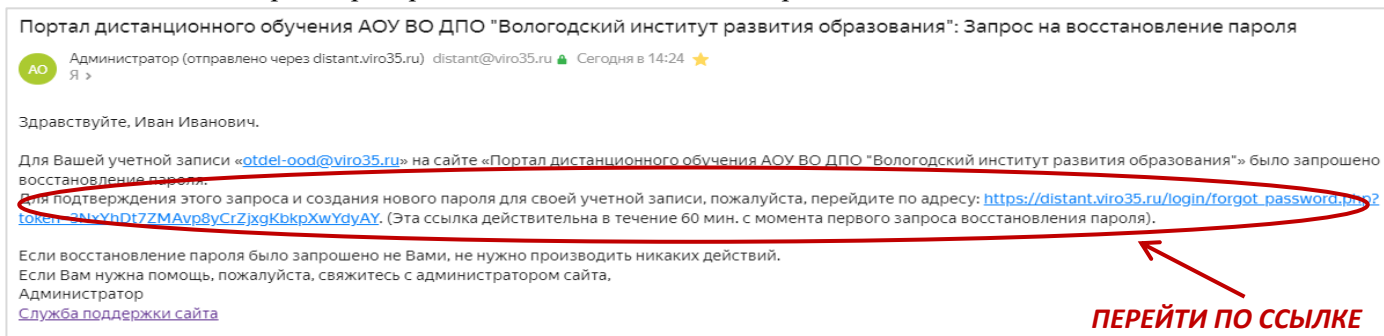 Портал дистанционного обучения АОУ ВО ДПО "Вологодский институт развития образования": Запрос на восстановление пароля
АО
Администратор (отправлено через distant.viro35.ru) distant@viro35.ru Сегодня в 14:24
Я >
Здравствуйте, Иван Иванович.
Для Вашей учетной записи «otdel-ood@viro35.ru» на сайте «Портал дистанционного обучения АОУ ВО ДПО "Вологодский институт развития образования"» было запрошено
восстановление пароля.
Для подтверждения этого запроса и создания нового пароля для своей учетной записи, пожалуйста, перейдите по адресу: https://distant.viro35.ru/login/forgot_password.php?
token=3NxYhDt7ZMAvp8yCrZjxgKbkpXwYdyAY. (Эта ссылка действительна в течение 60 мин. с момента первого запроса восстановления пароля).
Если восстановление пароля было запрошено не Вами, не нужно производить никаких действий.
Если Вам нужна помощь, пожалуйста, свяжитесь с администратором сайта,
Администратор
Служба поддержки сайта
ПЕРЕЙТИ ПО ССЫЛКЕ